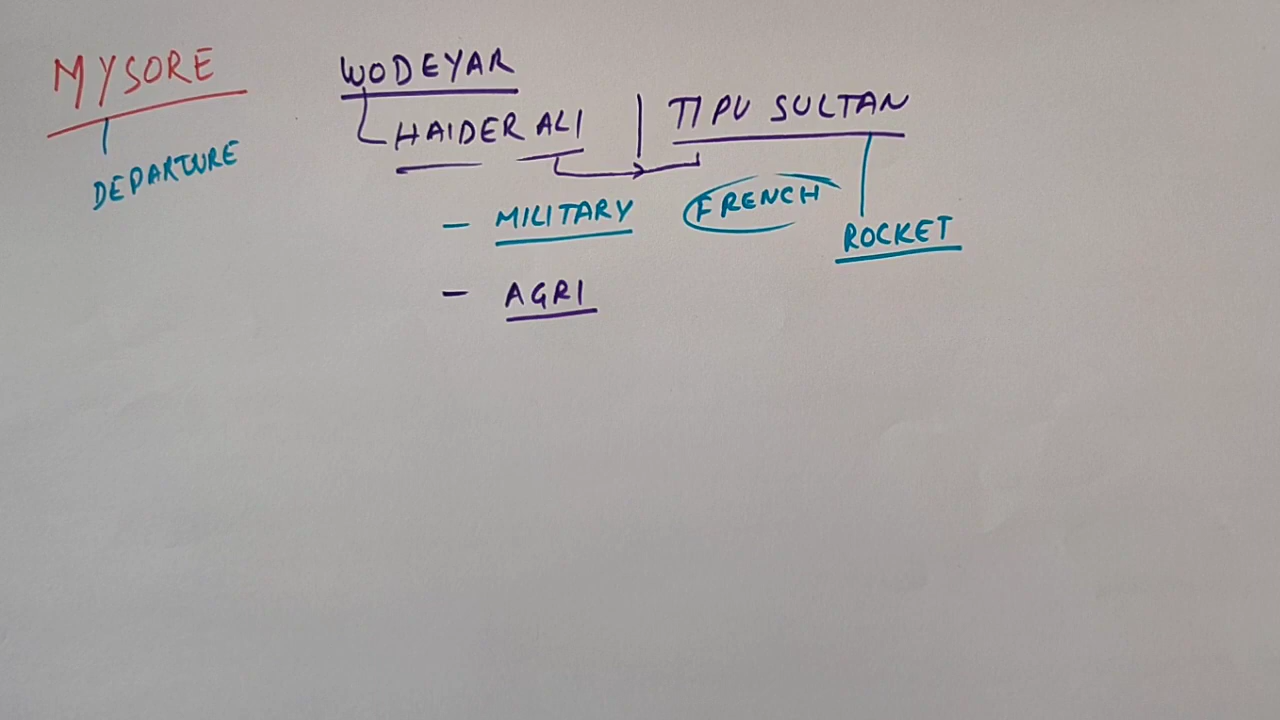 MYSORE
DEPARTURE
WODEYAR
HAIDER ALI | TIPU SULTAN
- MILITARY FRENCH
ROCKET
- AGRI